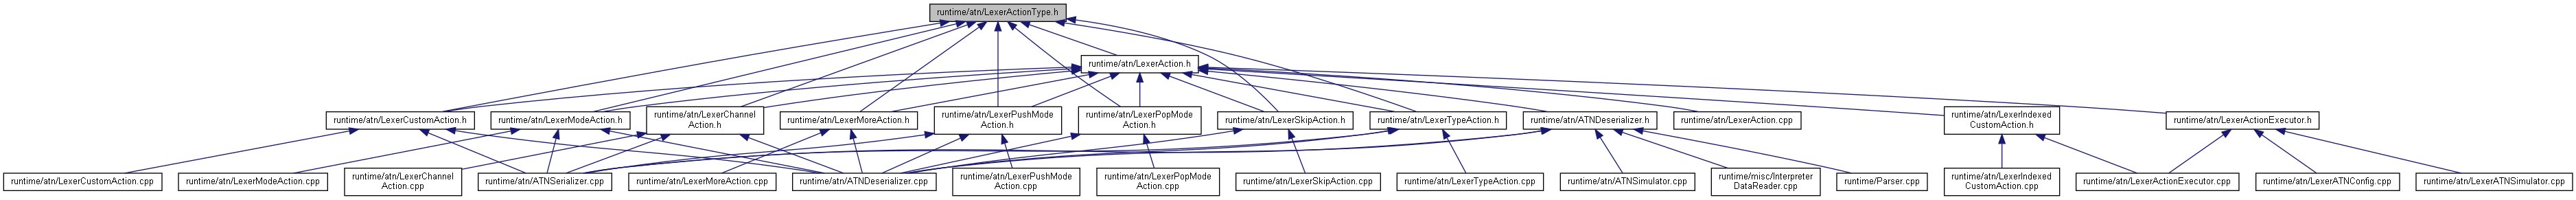 runtime/atn/LexerActionType.h
runtime/atn/LexerAction.h
runtime/atn/LexerCustomAction.h
runtime/atn/LexerModeAction.h
runtime/atn/LexerChannel
Action.h
runtime/atn/LexerMoreAction.h
runtime/atn/LexerPushMode
Action.h
runtime/atn/LexerPopMode
Action.h
runtime/atn/LexerSkipAction.h
runtime/atn/LexerTypeAction.h
runtime/atn/ATNDeserializer.h
runtime/atn/LexerAction.cpp
runtime/atn/LexerIndexed
CustomAction.h
runtime/atn/LexerActionExecutor.h
runtime/atn/LexerCustomAction.cpp
runtime/atn/LexerModeAction.cpp
runtime/atn/LexerChannel
Action.cpp
runtime/atn/ATNSerializer.cpp
runtime/atn/LexerMoreAction.cpp
runtime/atn/ATNDeserializer.cpp
runtime/atn/LexerPushMode
Action.cpp
runtime/atn/LexerPopMode
Action.cpp
runtime/atn/LexerSkipAction.cpp
runtime/atn/LexerTypeAction.cpp
runtime/atn/ATNSimulator.cpp
runtime/misc/Interpreter
DataReader.cpp
runtime/Parser.cpp
runtime/atn/LexerIndexed
CustomAction.cpp
runtime/atn/LexerActionExecutor.cpp
runtime/atn/LexerATNConfig.cpp
runtime/atn/LexerATNSimulator.cpp